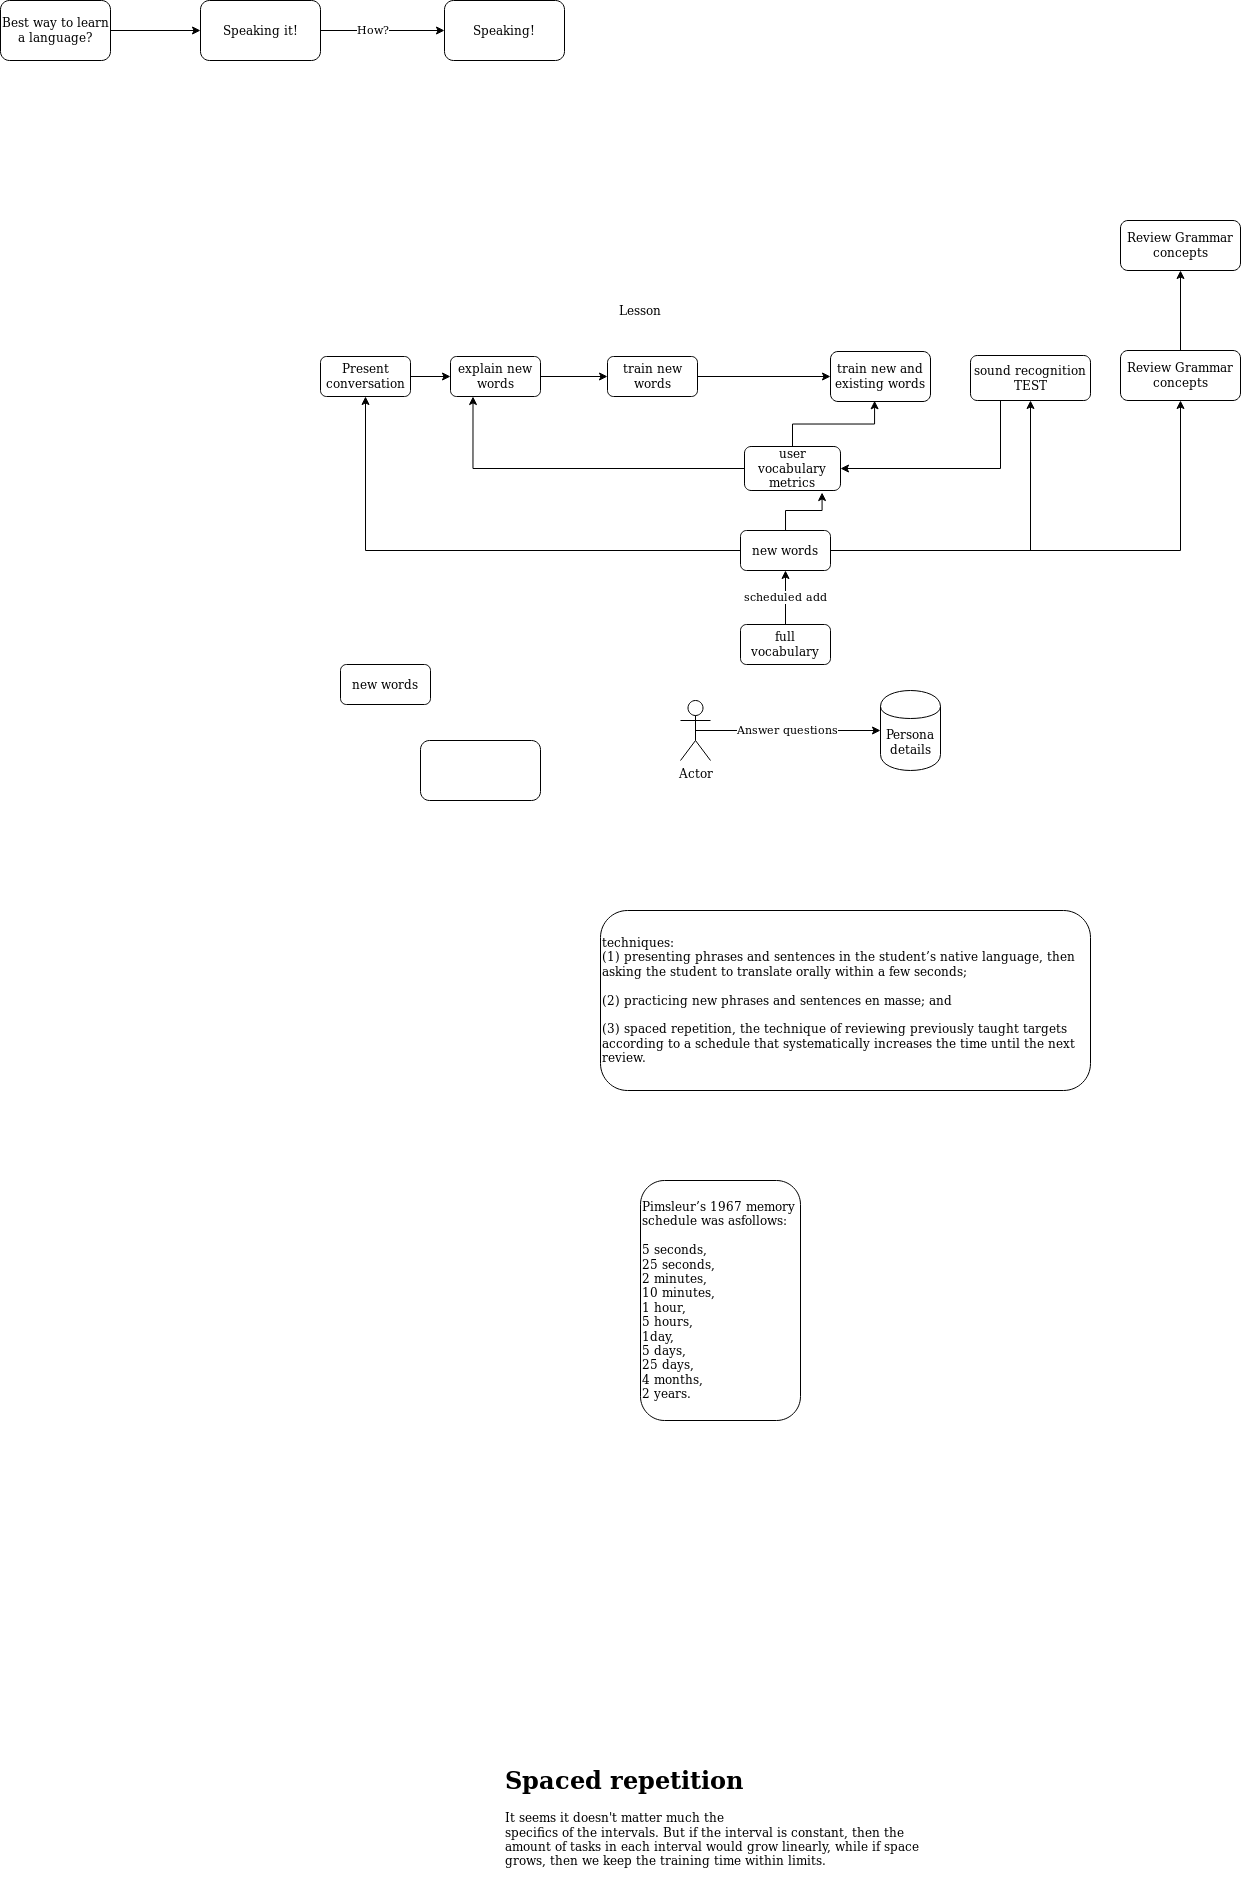 Best way to learn
a language?
Speaking it!
How?
Speaking!
Review Grammar
concepts
Lesson
Present
conversation
explain new
words
train new
words
train new and
existing words
sound recognition
TEST
Review Grammar
concepts
user
vocabulary
metrics
new words
scheduled add
full
vocabulary
new words
Answer questions
Persona
details
Actor
techniques:
(1) presenting phrases and sentences in the student’s native language, then
asking the student to translate orally within a few seconds;
(2) practicing new phrases and sentences en masse; and
(3) spaced repetition, the technique of reviewing previously taught targets
according to a schedule that systematically increases the time until the next
review.
Pimsleur’s 1967 memory
schedule was asfollows:
5 seconds,
25 seconds,
2 minutes,
10 minutes,
1 hour,
5 hours,
1day,
5 days,
25 days,
4 months,
2 years.
Spaced repetition
It seems it doesn't matter much the
specifics of the intervals. But if the interval is constant, then the
amount of tasks in each interval would grow linearly, while if space
grows, then we keep the training time within limits.